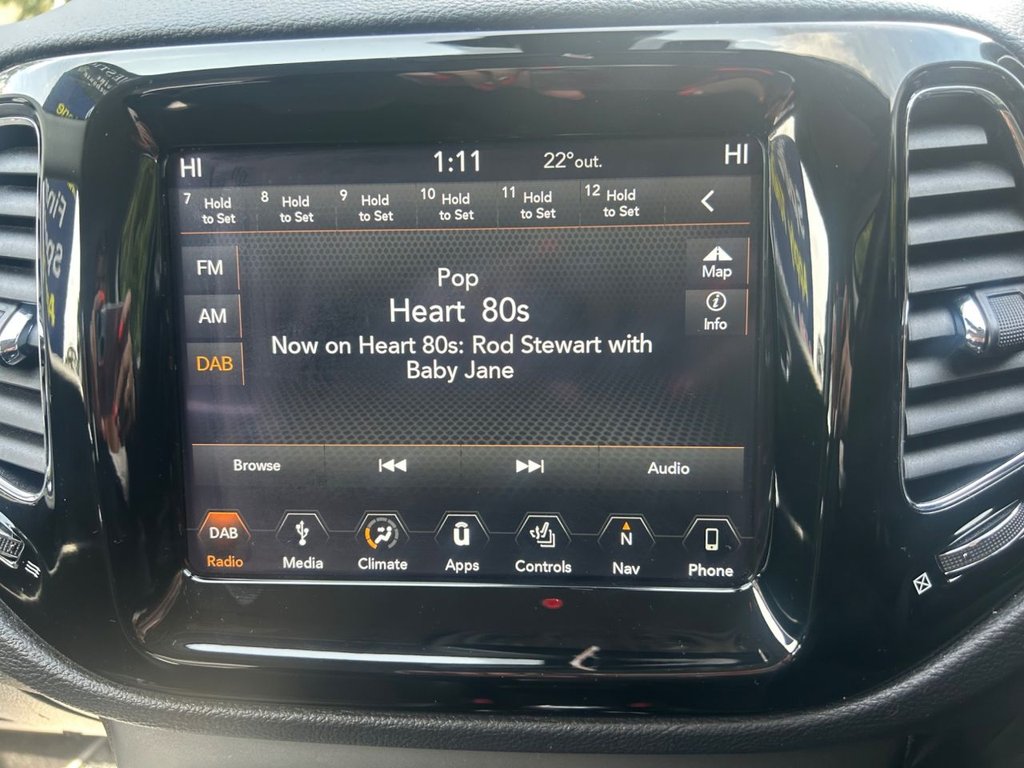 HI 1:11 22°out. HI
7 Hold to Set
8 Hold to Set
9 Hold to Set
10 Hold to Set
11 Hold to Set
12 Hold to Set
FM
AM
DAB
Pop
Heart 80s
Now on Heart 80s: Rod Stewart with
Baby Jane
Map
Info
Browse
Audio
DAB
Radio
Media
Climate
Apps
Controls
N
Nav
Phone